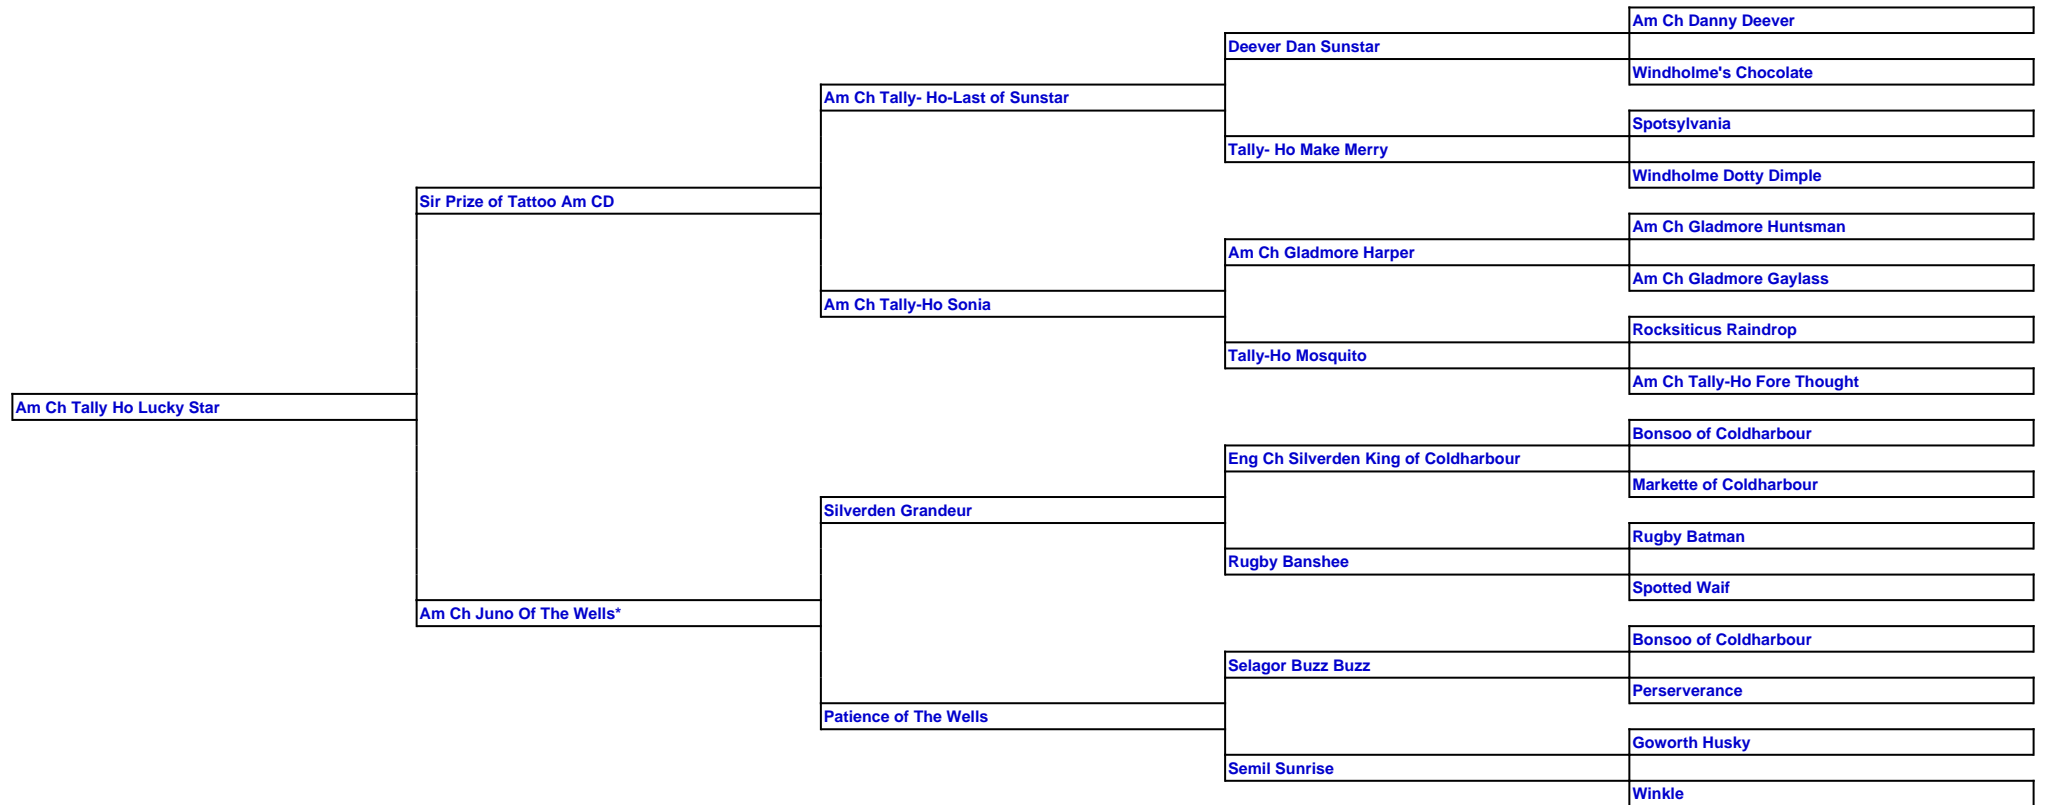 Am Ch Danny Deever
Deever Dan Sunstar
Windholme's Chocolate
Am Ch Tally- Ho-Last of Sunstar
Spotsylvania
Tally- Ho Make Merry
Windholme Dotty Dimple
Sir Prize of Tattoo Am CD
Am Ch Gladmore Huntsman
Am Ch Gladmore Harper
Am Ch Gladmore Gaylass
Am Ch Tally-Ho Sonia
Rocksiticus Raindrop
Tally-Ho Mosquito
Am Ch Tally-Ho Fore Thought
Am Ch Tally Ho Lucky Star
Bonsoo of Coldharbour
Eng Ch Silverden King of Coldharbour
Markette of Coldharbour
Silverden Grandeur
Rugby Batman
Rugby Banshee
Spotted Waif
Am Ch Juno Of The Wells*
Bonsoo of Coldharbour
Selagor Buzz Buzz
Perserverance
Patience of The Wells
Goworth Husky
Semil Sunrise
Winkle